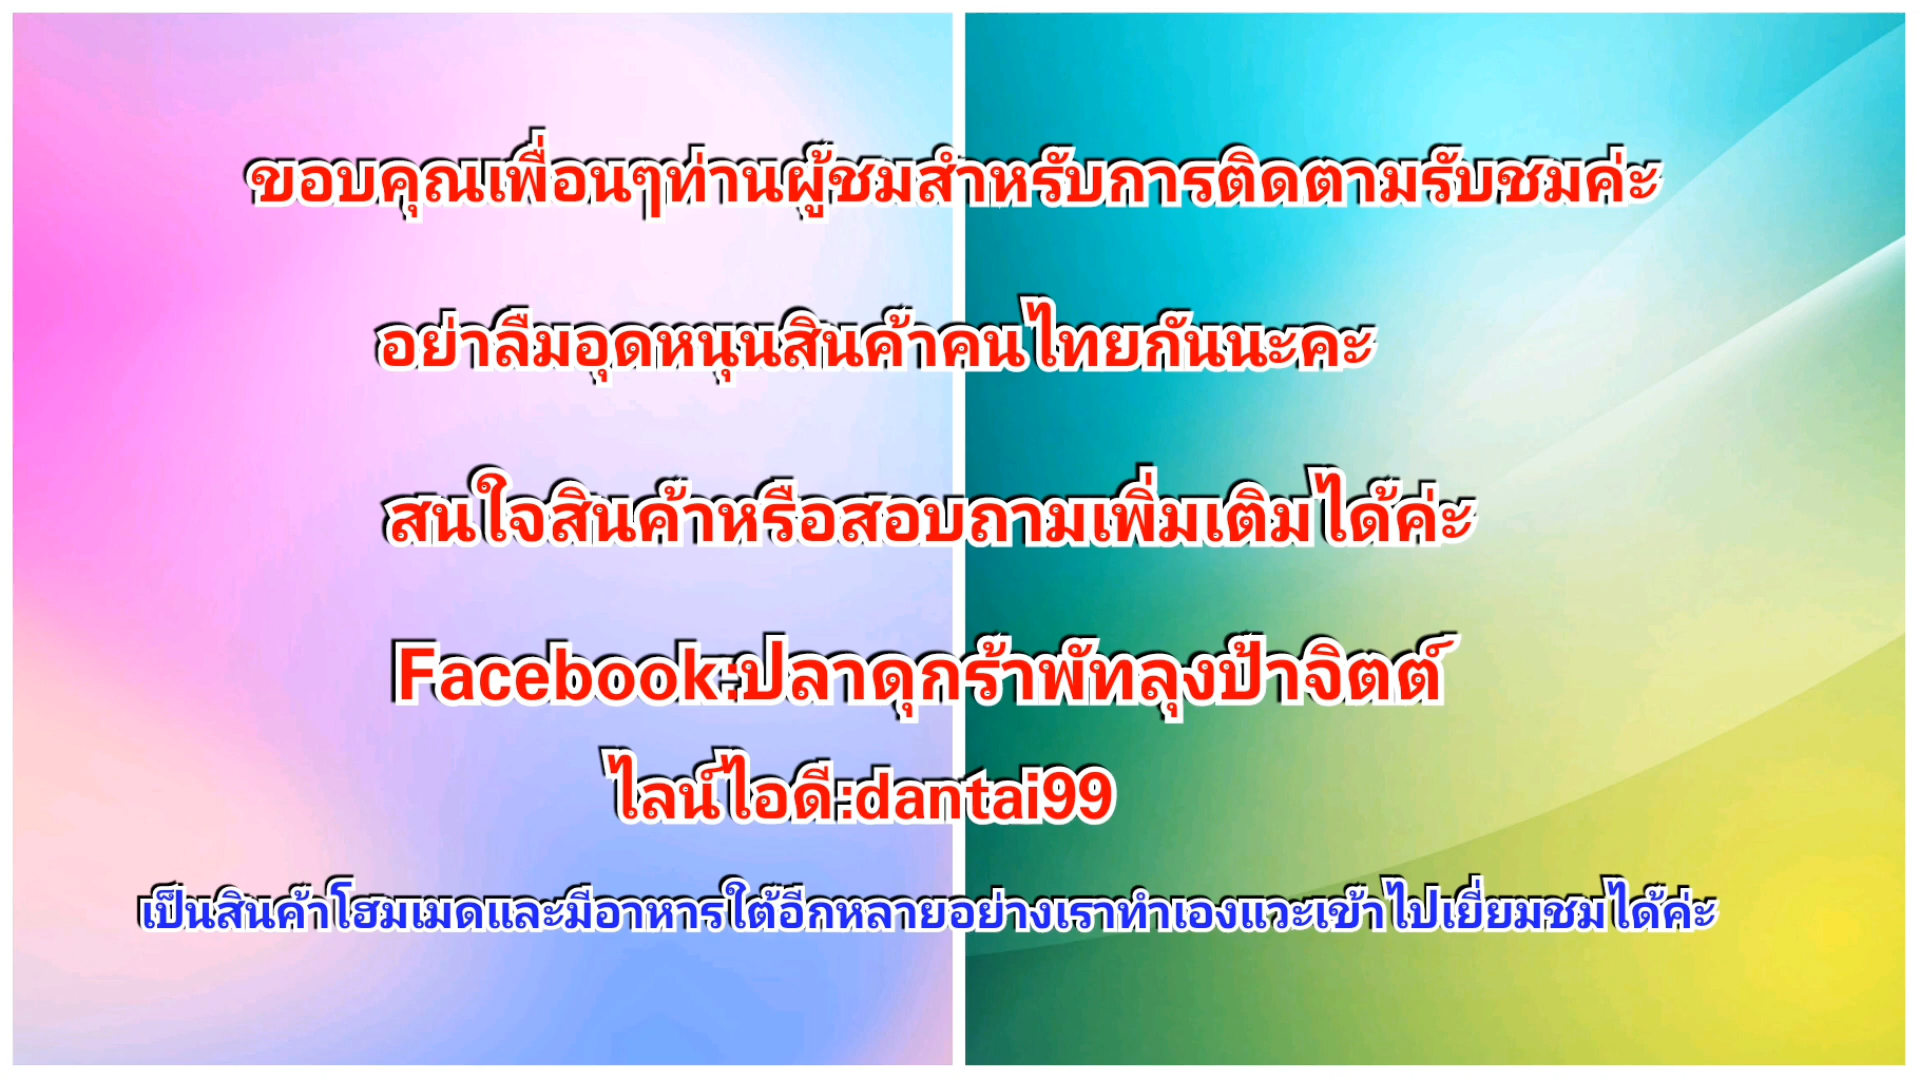 ขอบคุณเพื่อนๆท่านผู้ชมสำหรับการติดตามรับชมค่ะ
อย่าลืมอุดหนุนสินค้าคนไทยกันนะคะ
สนใจสินค้าหรือสอบถามเพิ่มเติมได้ค่ะ
Facebook:ปลาดุกร้าพัทลุงป้าจิตต์
ไลน์ไอดี:dantai99
เป็นสินค้าโฮมเมดและมีอาหารใต้อีกหลายอย่างเราทำเองแวะเข้าไปเยี่ยมชมได้ค่ะ